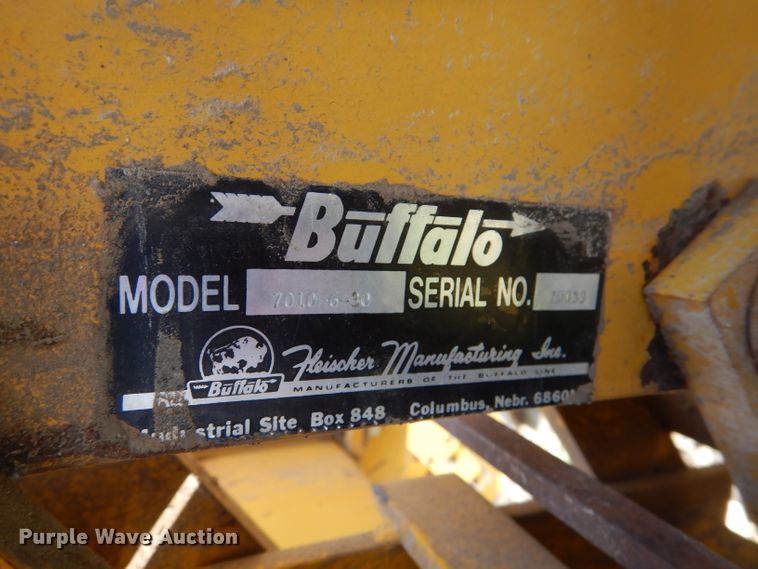 Buffalo
MODEL 7010-6-30 SERIAL NO.
Fleischer Manufacturing Inc.
Buffalo MANUFACTURERS OF THE BUFFALO LINE
Industrial Site Box 848 Columbus, Nebr. 68601
Purple Wave Auction